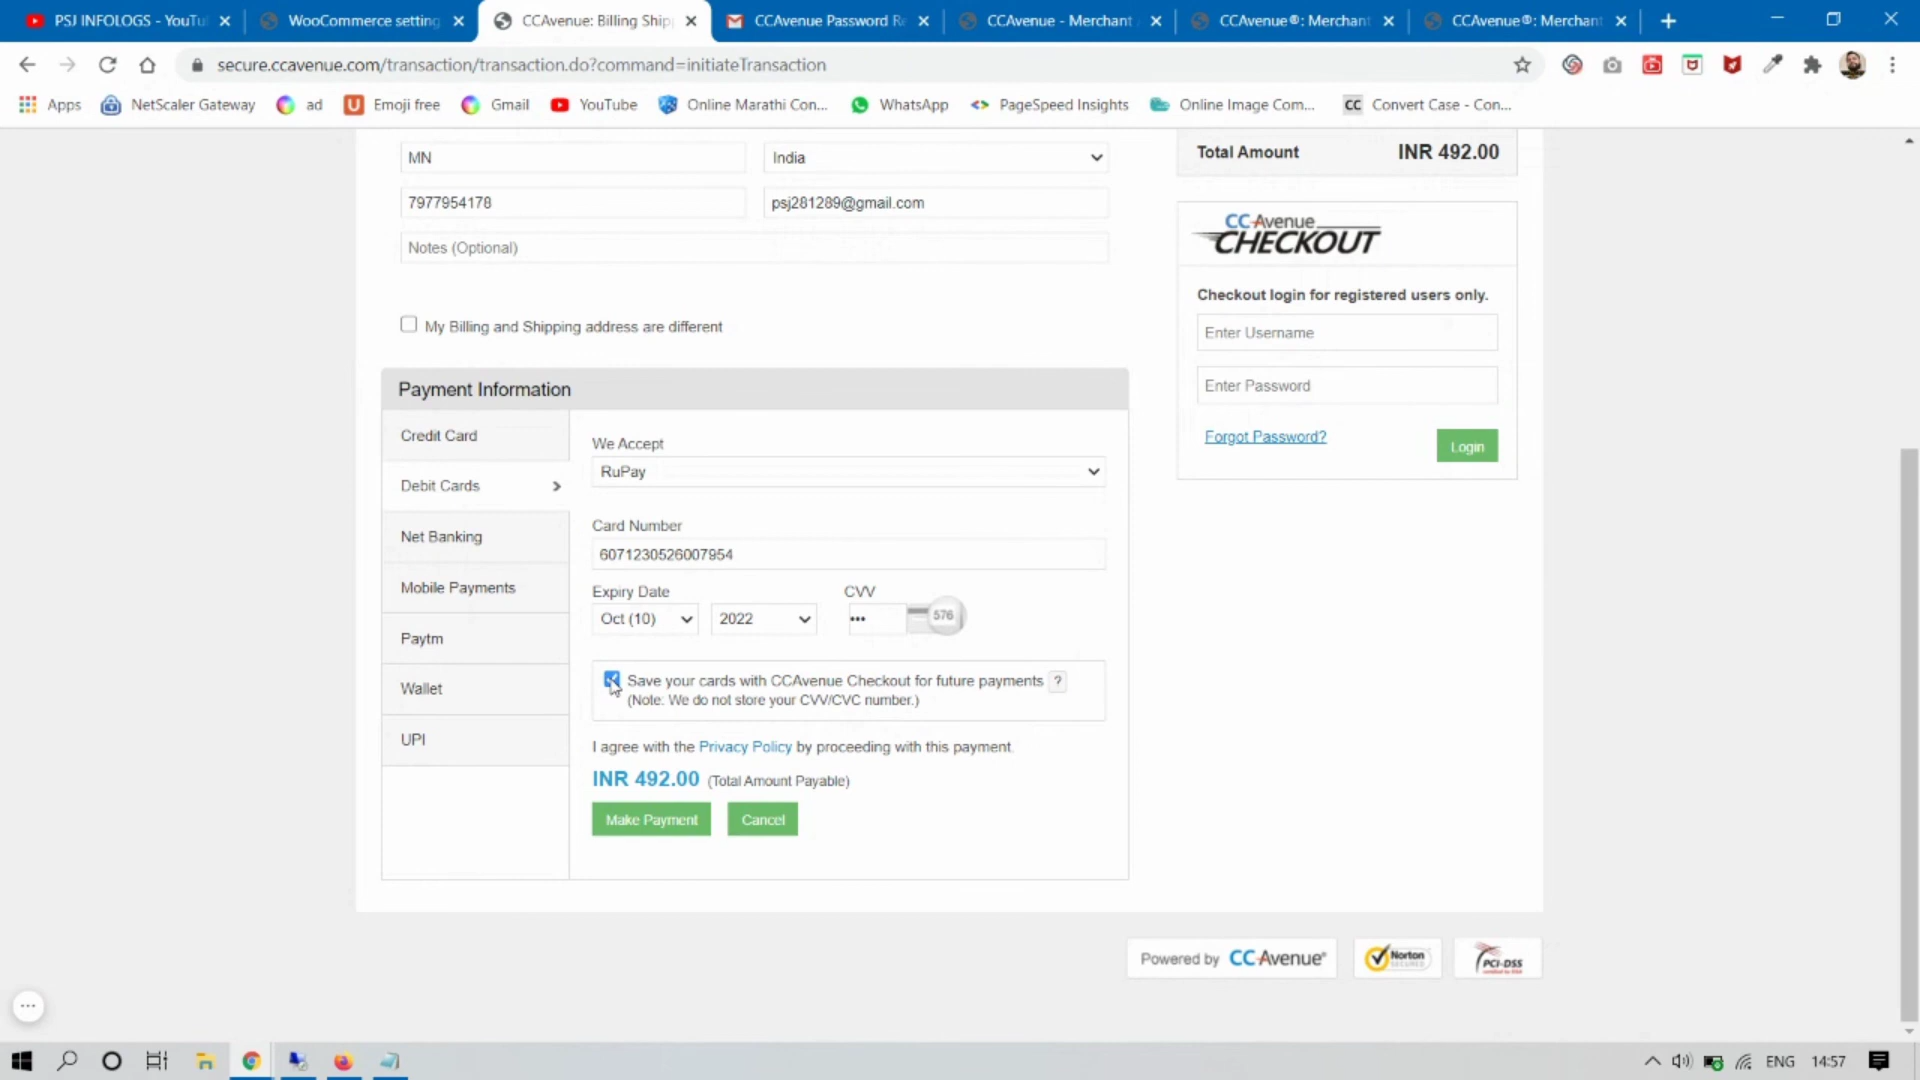 PSJ INFOLOGS - YouTu
WooCommerce setting
CCAvenue: Billing Ship
CCAvenue Password Re
CCAvenue - Merchant
CCAvenue®: Merchant
CCAvenue®: Merchant
secure.ccavenue.com/transaction/transaction.do?command=initiateTransaction
Apps
NetScaler Gateway
ad
Emoji free
Gmail
YouTube
Online Marathi Con...
WhatsApp
PageSpeed Insights
Online Image Com...
CC Convert Case - Con...
MN
India
7977954178
psj281289@gmail.com
Notes (Optional)
My Billing and Shipping address are different
Total Amount INR 492.00
CCAvenue
CHECKOUT
Checkout login for registered users only.
Enter Username
Enter Password
Forgot Password?
Login
Payment Information
Credit Card
Debit Cards
Net Banking
Mobile Payments
Paytm
Wallet
UPI
We Accept
RuPay
Card Number
6071230526007954
Expiry Date
CVV
Oct (10)
2022
•••
576
Save your cards with CCAvenue Checkout for future payments ?
(Note: We do not store your CVV/CVC number.)
I agree with the Privacy Policy by proceeding with this payment.
INR 492.00 (Total Amount Payable)
Make Payment
Cancel
Powered by CCAvenue®
Norton
SECURED
PCI-DSS
ENG
14:57